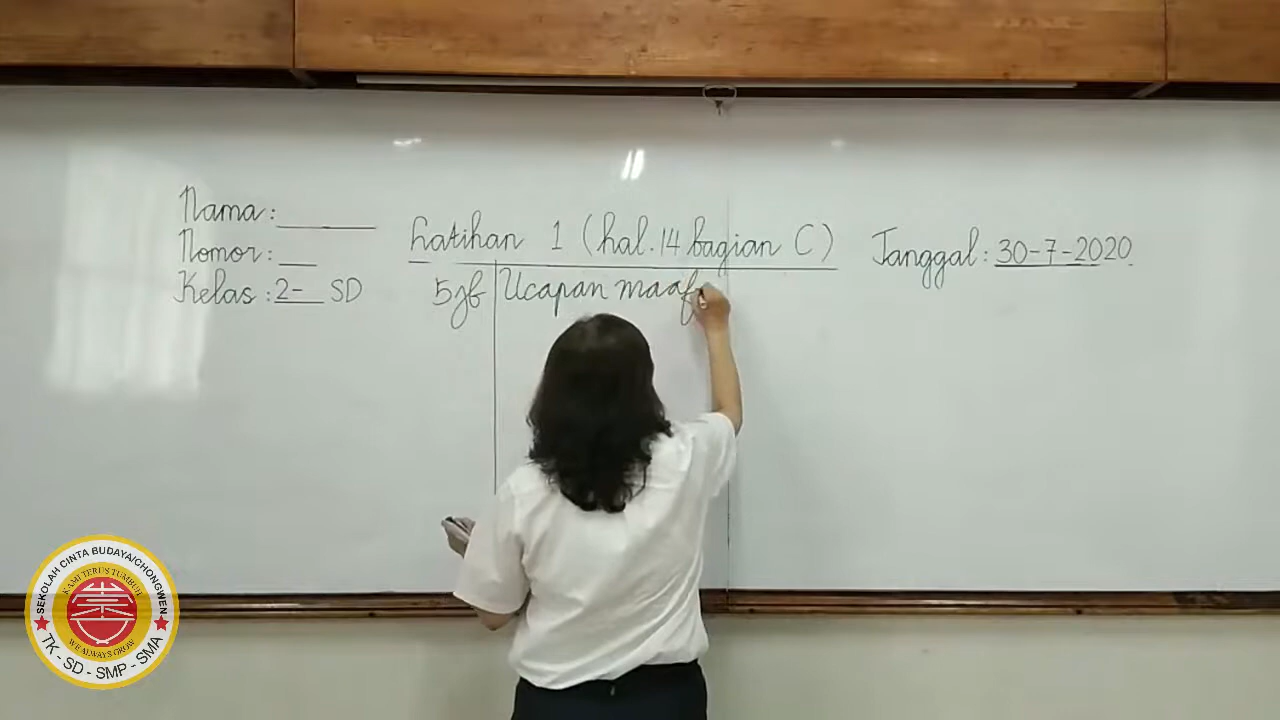 Nama : ______
Nomor : ___
Kelas : 2-__ SD
Latihan 1 (hal. 14 bagian C)
Tanggal : 30-7-2020
Ucapan maaf
SEKOLAH CINTA BUDAYA/CHONGWEN
KAMI TERUS TUMBUH
WE ALWAYS GROW
TK - SD - SMP - SMA